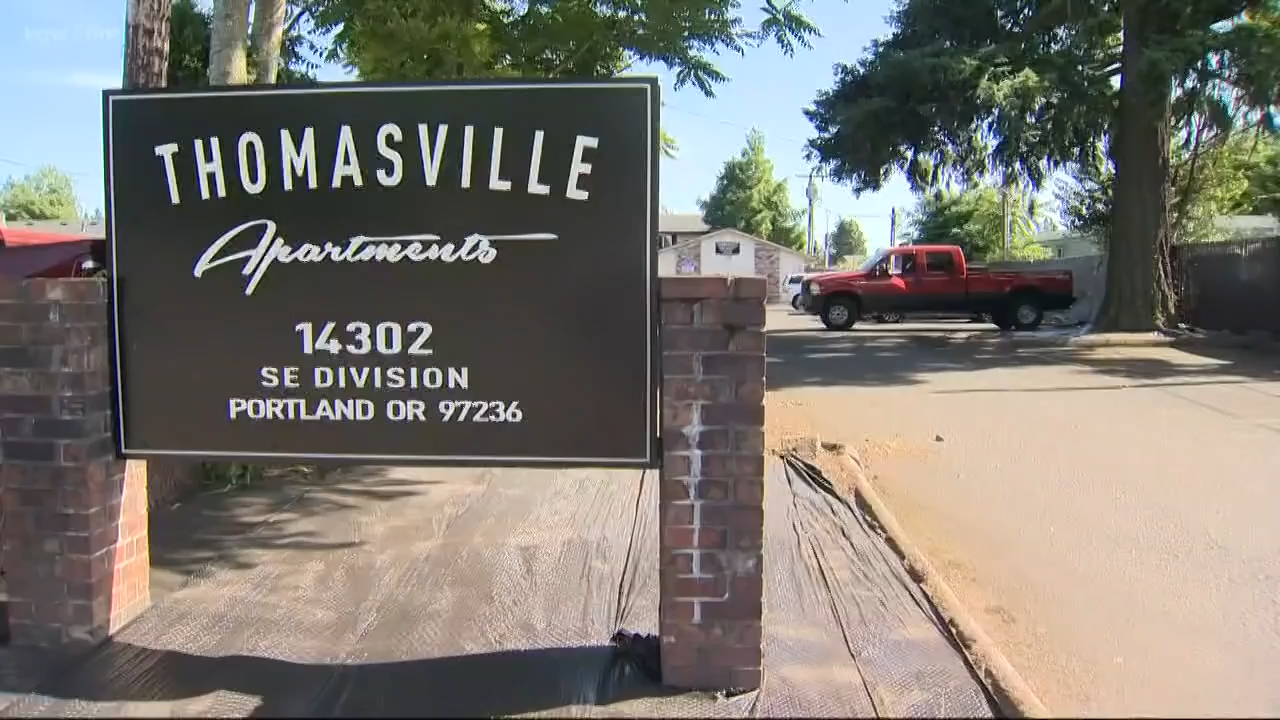 THOMASVILLE
Apartments
14302
SE DIVISION
PORTLAND OR 97236